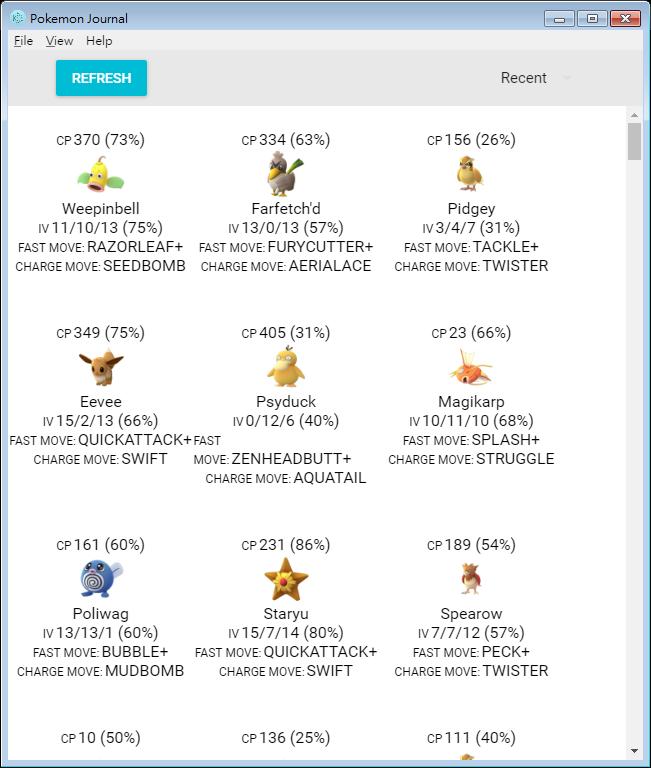 Pokemon Journal
File View Help
REFRESH Recent
CP 370 (73%) CP 334 (63%) CP 156 (26%)
Weepinbell Farfetch'd Pidgey
IV 11/10/13 (75%) IV 13/0/13 (57%) IV 3/4/7 (31%)
FAST MOVE: RAZORLEAF+ FAST MOVE: FURYCUTTER+ FAST MOVE: TACKLE+
CHARGE MOVE: SEEDBOMB CHARGE MOVE: AERIALACE CHARGE MOVE: TWISTER
CP 349 (75%) CP 405 (31%) CP 23 (66%)
Eevee Psyduck Magikarp
IV 15/2/13 (66%) IV 0/12/6 (40%) IV 10/11/10 (68%)
FAST MOVE: QUICKATTACK+ FAST FAST MOVE: SPLASH+
CHARGE MOVE: SWIFT MOVE: ZENHEADBUTT+ CHARGE MOVE: STRUGGLE
CHARGE MOVE: AQUATAIL
CP 161 (60%) CP 231 (86%) CP 189 (54%)
Poliwag Staryu Spearow
IV 13/13/1 (60%) IV 15/7/14 (80%) IV 7/7/12 (57%)
FAST MOVE: BUBBLE+ FAST MOVE: QUICKATTACK+ FAST MOVE: PECK+
CHARGE MOVE: MUDBOMB CHARGE MOVE: SWIFT CHARGE MOVE: TWISTER
CP 10 (50%) CP 136 (25%) CP 111 (40%)